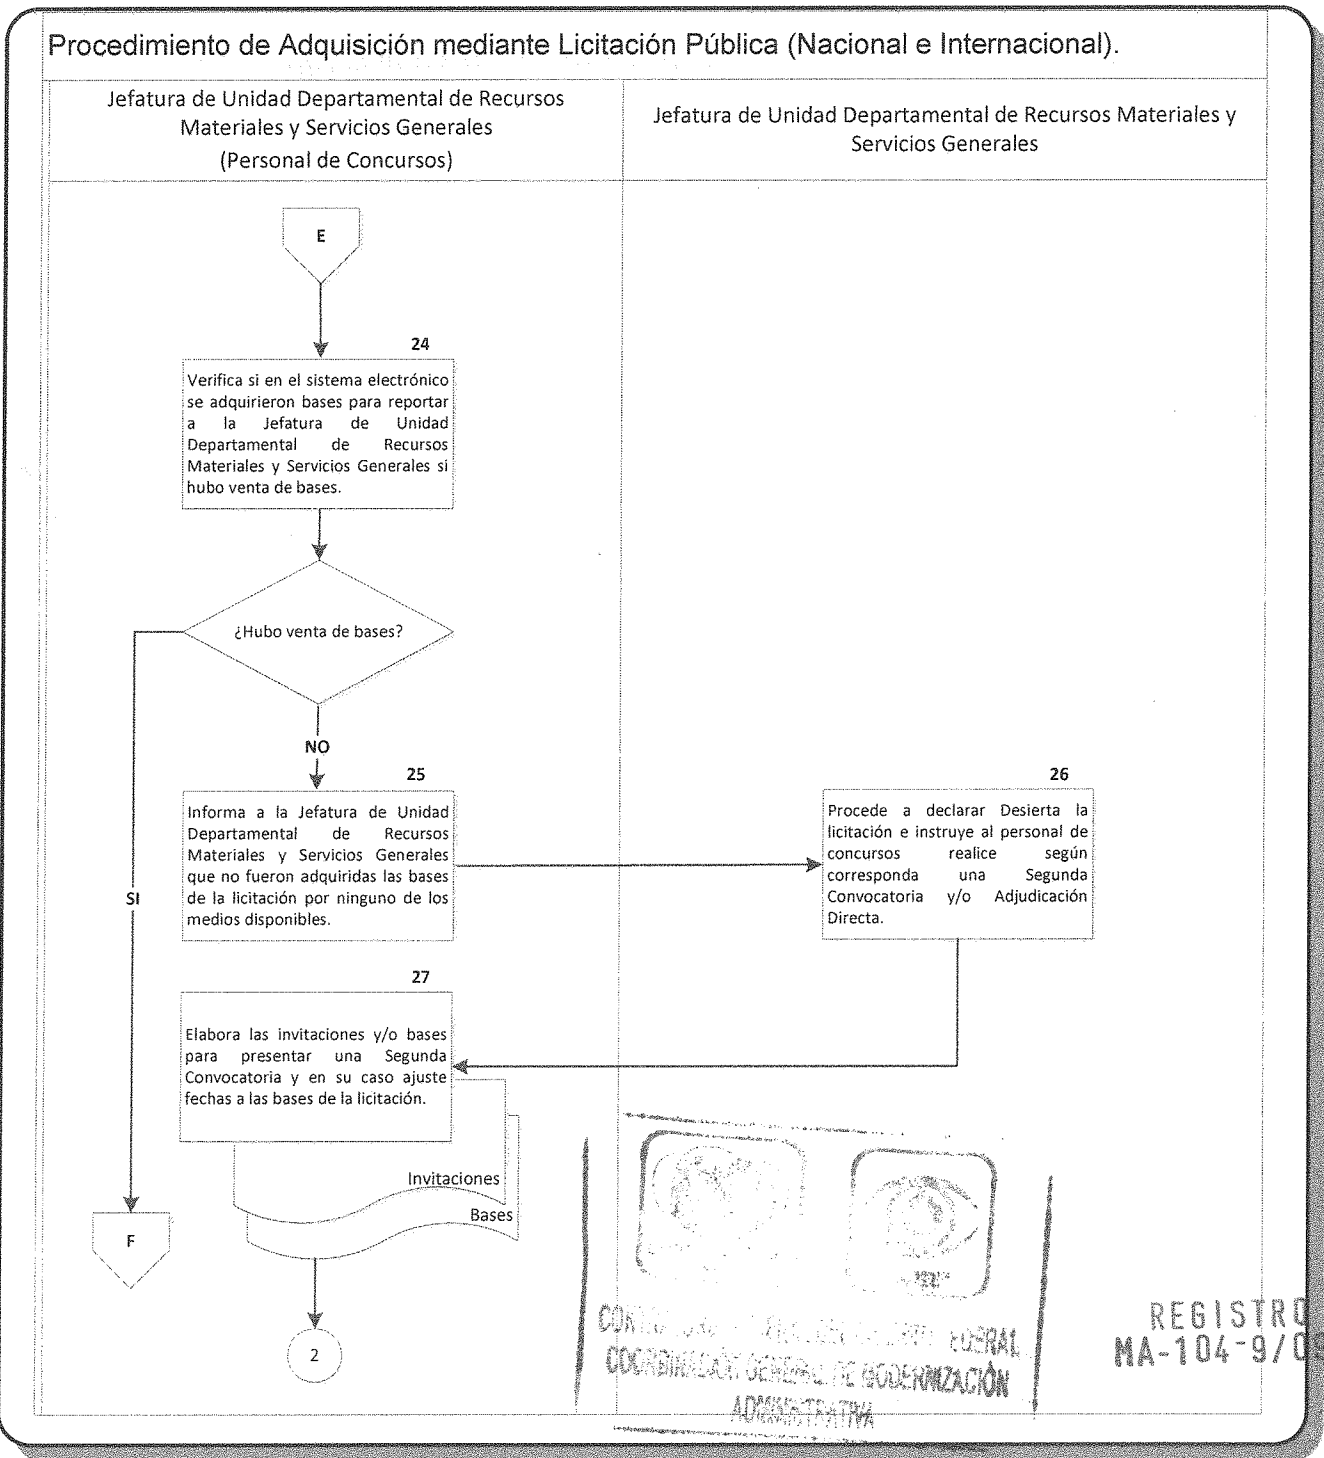 Procedimiento de Adquisición mediante Licitación Pública (Nacional e Internacional).
Jefatura de Unidad Departamental de Recursos
Materiales y Servicios Generales
(Personal de Concursos)
Jefatura de Unidad Departamental de Recursos Materiales y
Servicios Generales
E
24
Verifica si en el sistema electrónico
se adquirieron bases para reportar
a la Jefatura de Unidad
Departamental de Recursos
Materiales y Servicios Generales si
hubo venta de bases.
¿Hubo venta de bases?
NO
SI
25
Informa a la Jefatura de Unidad
Departamental de Recursos
Materiales y Servicios Generales
que no fueron adquiridas las bases
de la licitación por ninguno de los
medios disponibles.
26
Procede a declarar Desierta la
licitación e instruye al personal de
concursos realice según
corresponda una Segunda
Convocatoria y/o Adjudicación
Directa.
27
Elabora las invitaciones y/o bases
para presentar una Segunda
Convocatoria y en su caso ajuste
fechas a las bases de la licitación.
Invitaciones
Bases
F
2
COORDINACIÓN GENERAL DE MODERNIZACIÓN
ADMINISTRATIVA
REGISTRO
MA-104-9/0